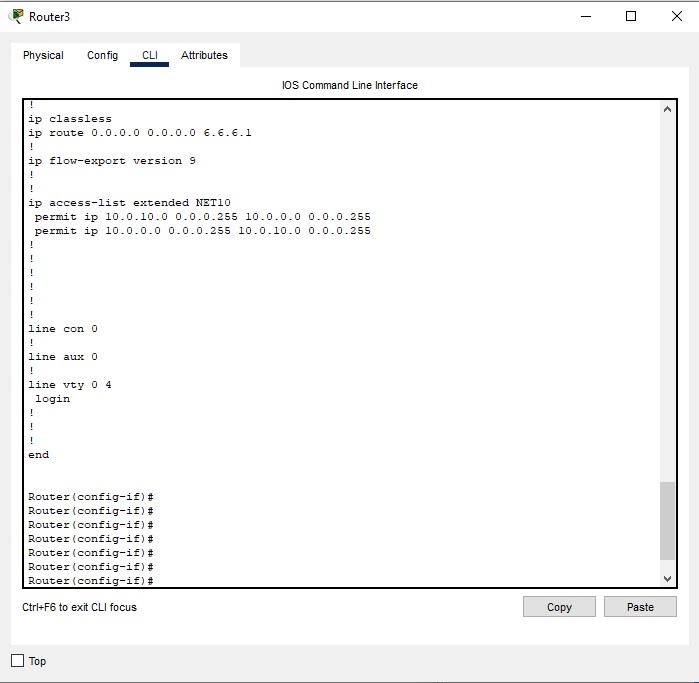 Router3
Physical Config CLI Attributes
IOS Command Line Interface
!
ip classless
ip route 0.0.0.0 0.0.0.0 6.6.6.1
!
ip flow-export version 9
!
!
ip access-list extended NET10
 permit ip 10.0.10.0 0.0.0.255 10.0.0.0 0.0.0.255
 permit ip 10.0.0.0 0.0.0.255 10.0.10.0 0.0.0.255
!
!
!
!
!
!
line con 0
!
line aux 0
!
line vty 0 4
 login
!
!
!
end
Router(config-if)#
Router(config-if)#
Router(config-if)#
Router(config-if)#
Router(config-if)#
Router(config-if)#
Router(config-if)#
Ctrl+F6 to exit CLI focus Copy Paste
Top